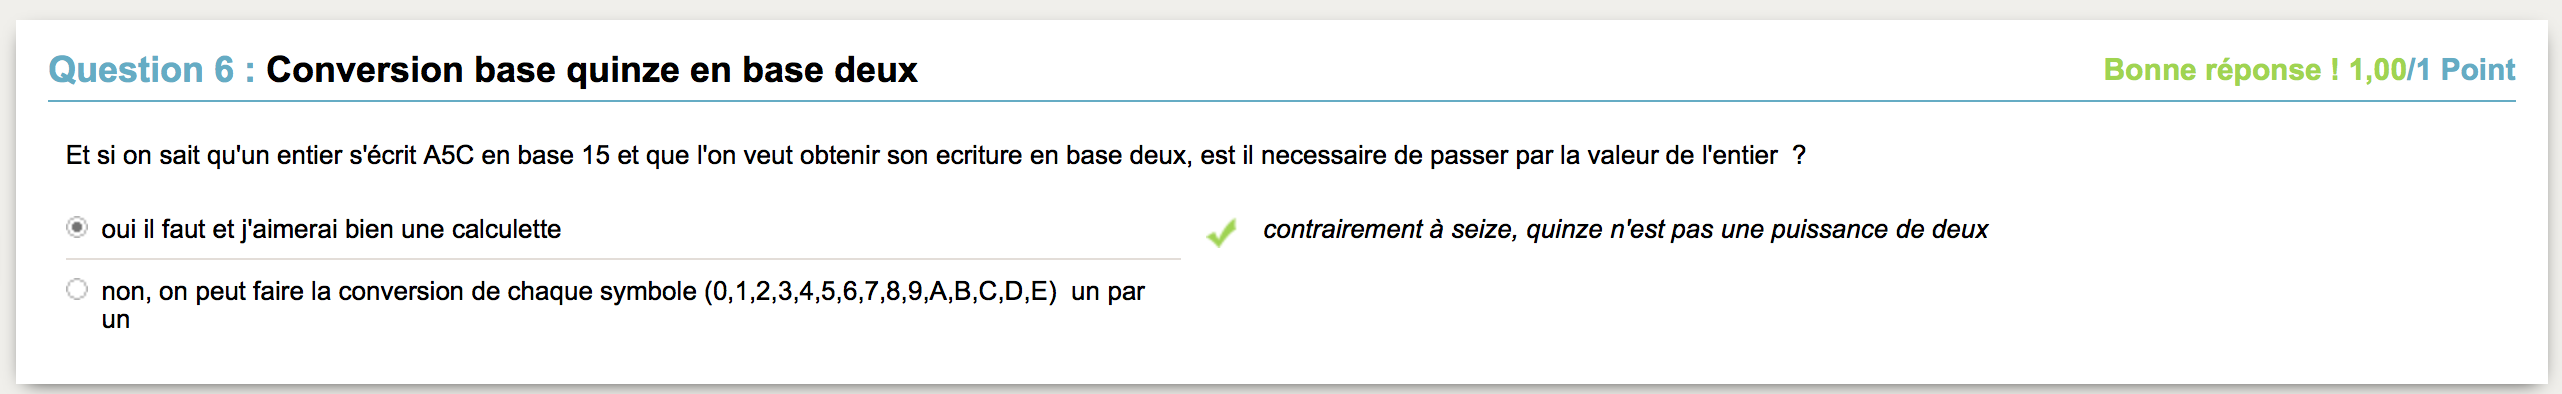 Question 6 : Conversion base quinze en base deux
Bonne réponse ! 1,00/1 Point
Et si on sait qu'un entier s'écrit A5C en base 15 et que l'on veut obtenir son ecriture en base deux, est il necessaire de passer par la valeur de l'entier  ?
oui il faut et j'aimerai bien une calculette
contrairement à seize, quinze n'est pas une puissance de deux
non, on peut faire la conversion de chaque symbole (0,1,2,3,4,5,6,7,8,9,A,B,C,D,E)  un par
un